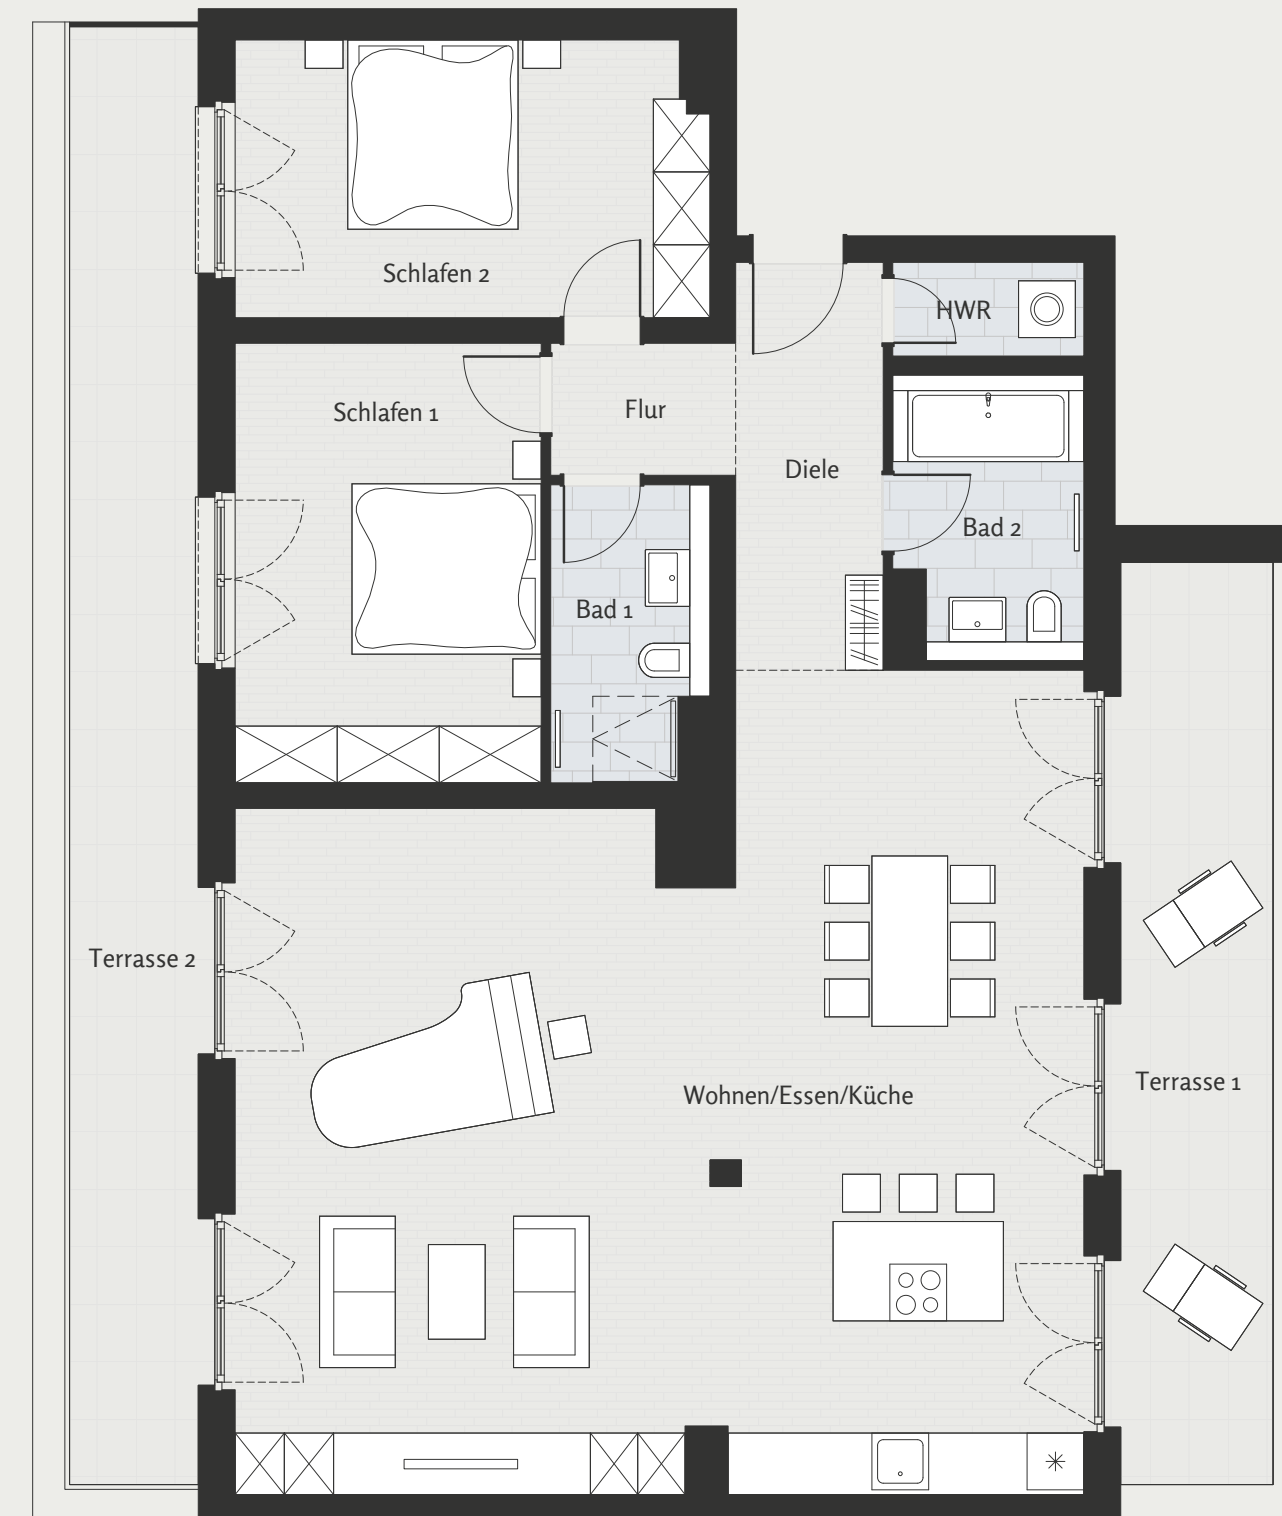 Schlafen 2
HWR
Schlafen 1
Flur
Diele
Bad 2
Bad 1
Terrasse 2
Terrasse 1
Wohnen/Essen/Küche